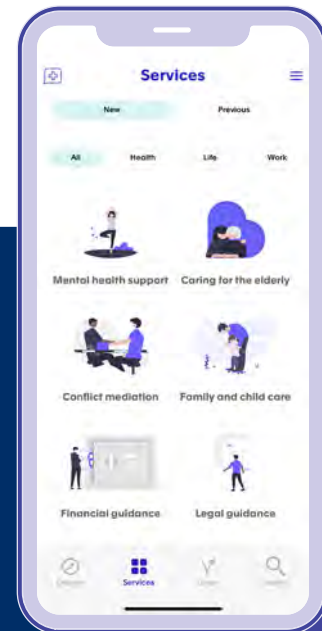 Services
New Previous
All Health Life Work
Mental health support Caring for the elderly
Conflict mediation Family and child care
Financial guidance Legal guidance
Services